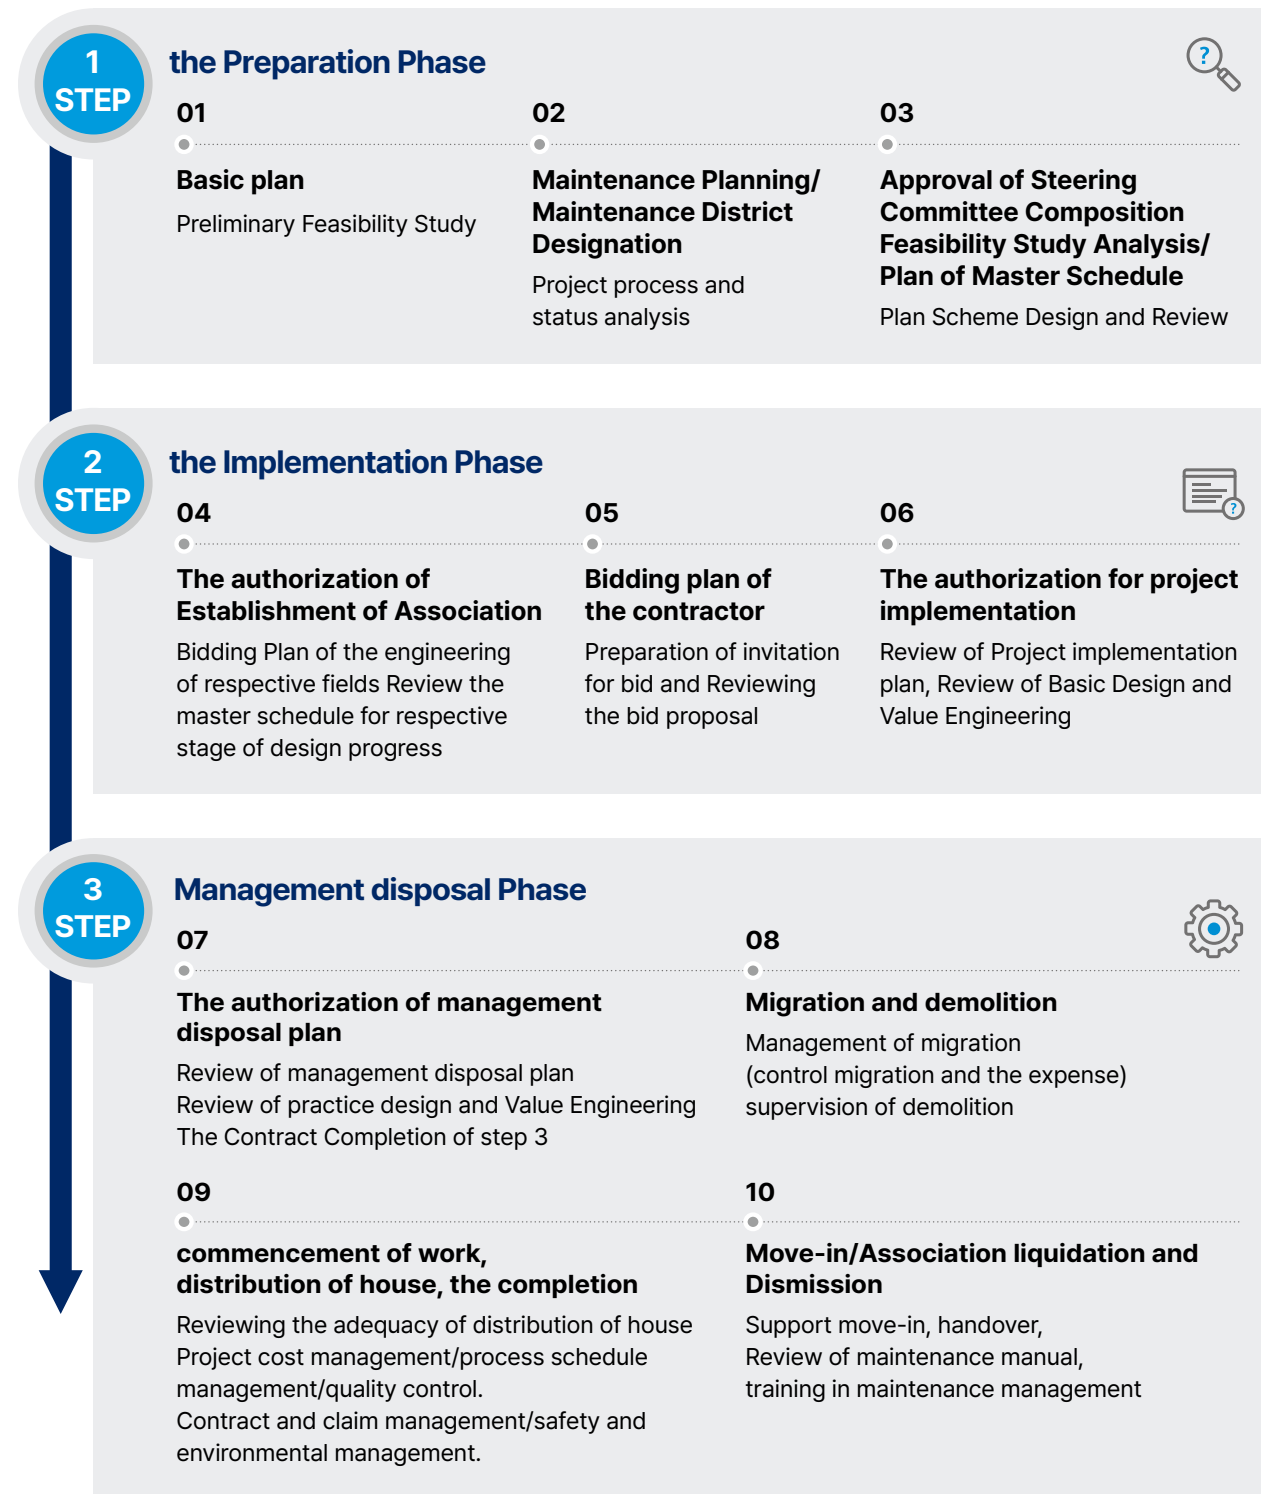 1
STEP
the Preparation Phase
?
01
Basic plan
Preliminary Feasibility Study
02
Maintenance Planning/
Maintenance District
Designation
Project process and
status analysis
03
Approval of Steering
Committee Composition
Feasibility Study Analysis/
Plan of Master Schedule
Plan Scheme Design and Review
2
STEP
the Implementation Phase
?
04
The authorization of
Establishment of Association
Bidding Plan of the engineering
of respective fields Review the
master schedule for respective
stage of design progress
05
Bidding plan of
the contractor
Preparation of invitation
for bid and Reviewing
the bid proposal
06
The authorization for project
implementation
Review of Project implementation
plan, Review of Basic Design and
Value Engineering
3
STEP
Management disposal Phase
07
The authorization of management
disposal plan
Review of management disposal plan
Review of practice design and Value Engineering
The Contract Completion of step 3
08
Migration and demolition
Management of migration
(control migration and the expense)
supervision of demolition
09
commencement of work,
distribution of house, the completion
Reviewing the adequacy of distribution of house
Project cost management/process schedule
management/quality control.
Contract and claim management/safety and
environmental management.
10
Move-in/Association liquidation and
Dismission
Support move-in, handover,
Review of maintenance manual,
training in maintenance management